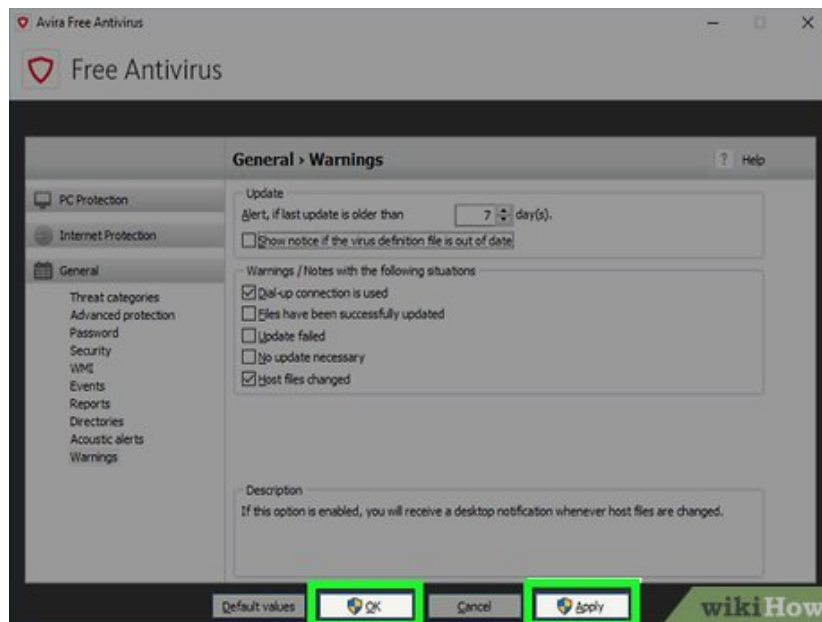 Avira Free Antivirus
Free Antivirus
General › Warnings
? Help
PC Protection
Internet Protection
General
Threat categories
Advanced protection
Password
Security
WMI
Events
Reports
Directories
Acoustic alerts
Warnings
Update
Alert, if last update is older than 7 day(s).
Show notice if the virus definition file is out of date
Warnings / Notes with the following situations
Dial-up connection is used
Files have been successfully updated
Update failed
No update necessary
Host files changed
Description
If this option is enabled, you will receive a desktop notification whenever host files are changed.
Default values OK Cancel Apply
wikiHow